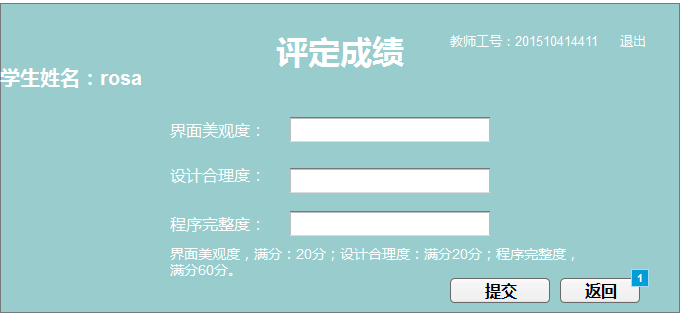 评定成绩
教师工号：201510414411 退出
学生姓名：rosa
界面美观度：
设计合理度：
程序完整度：
界面美观度，满分：20分；设计合理度：满分20分；程序完整度，
满分60分。
提交 返回 1